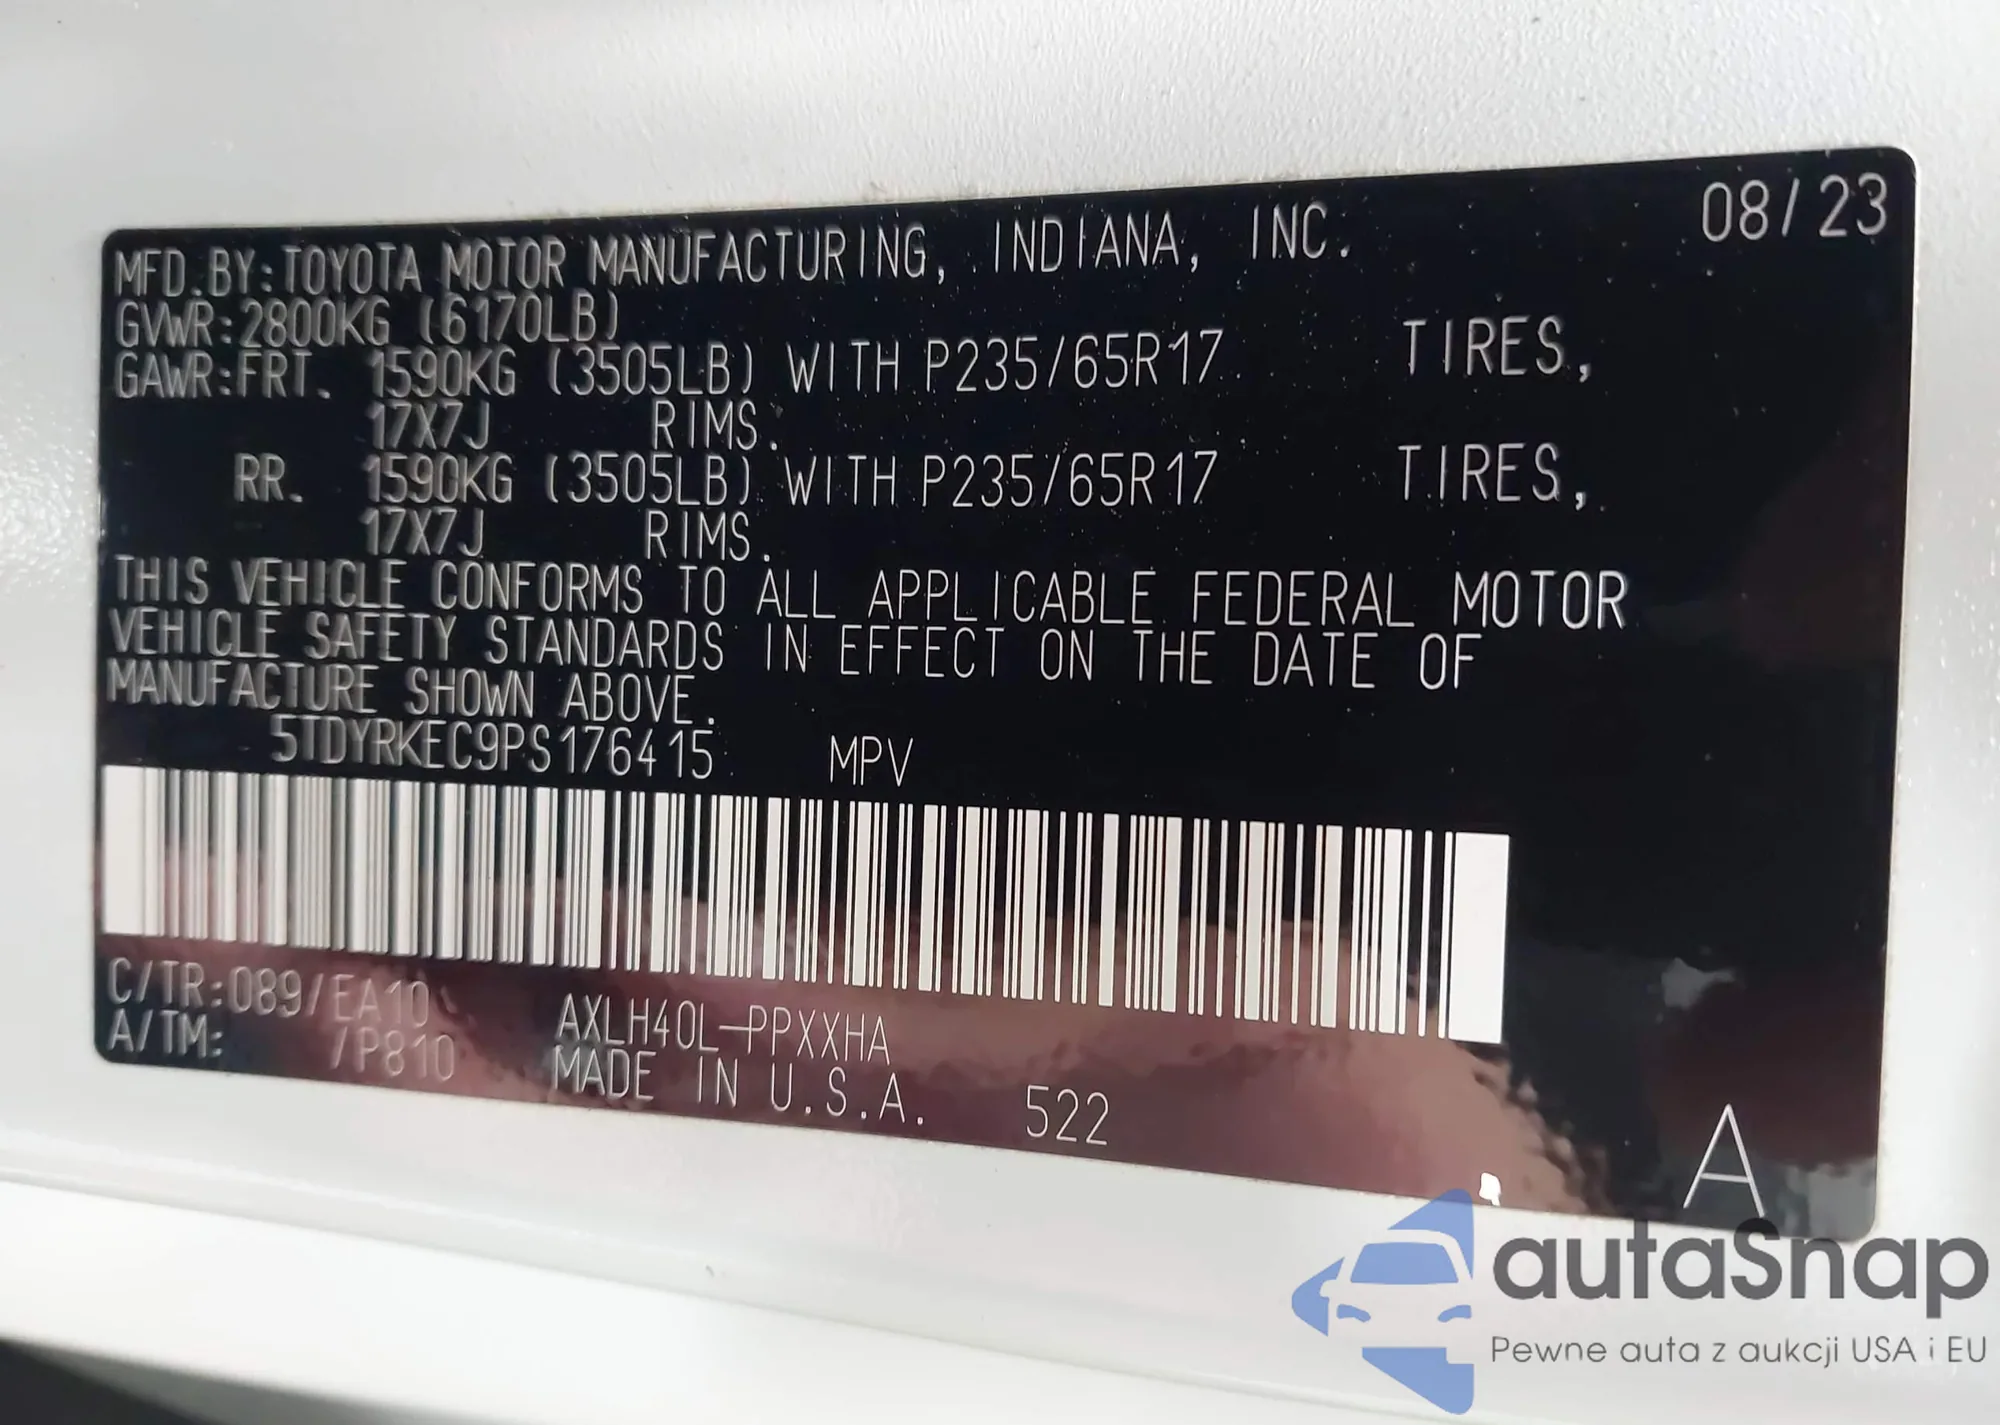 08/23
MFD.BY:TOYOTA MOTOR MANUFACTURING, INDIANA, INC.
GVWR:2800KG (6170LB)
GAWR:FRT. 1590KG (3505LB) WITH P235/65R17 TIRES,
17X7J RIMS.
RR. 1590KG (3505LB) WITH P235/65R17 TIRES,
17X7J RIMS.
THIS VEHICLE CONFORMS TO ALL APPLICABLE FEDERAL MOTOR
VEHICLE SAFETY STANDARDS IN EFFECT ON THE DATE OF
MANUFACTURE SHOWN ABOVE.
5TDYRKEC9PS176415 MPV
C/TR:089/EA10 AXLH40L-PPXXHA
A/TM: /P810 MADE IN U.S.A. 522
A
autaSnap
Pewne auta z aukcji USA i EU